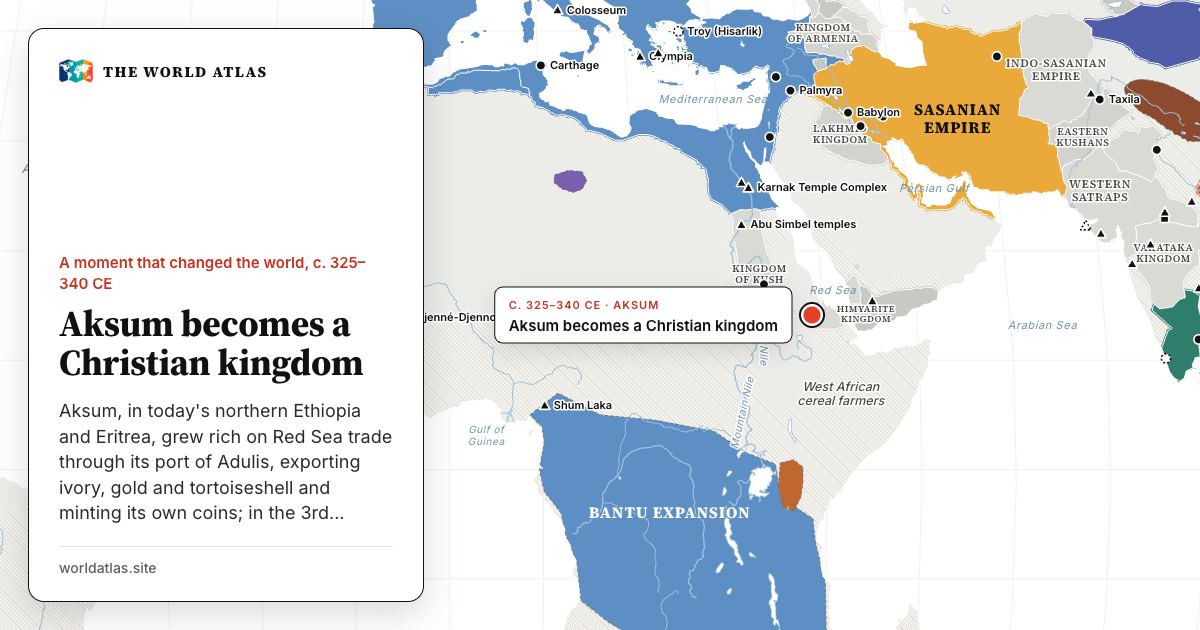 THE WORLD ATLAS
A moment that changed the world, c. 325–
340 CE
Aksum becomes a
Christian kingdom
Aksum, in today's northern Ethiopia
and Eritrea, grew rich on Red Sea trade
through its port of Adulis, exporting
ivory, gold and tortoiseshell and
minting its own coins; in the 3rd...
worldatlas.site
Colosseum
Troy (Hisarlik)
KINGDOM
OF ARMENIA
Olympia
Carthage
INDO-SASANIAN
EMPIRE
Palmyra
Mediterranean Sea
Taxila
Babylon
SASANIAN
EMPIRE
LAKHMID
KINGDOM
EASTERN
KUSHANS
Karnak Temple Complex
Persian Gulf
WESTERN
SATRAPS
Abu Simbel temples
VAKATAKA
KINGDOM
KINGDOM
OF KUSH
Red Sea
C. 325–340 CE · AKSUM
Aksum becomes a Christian kingdom
HIMYARITE
KINGDOM
jenné-Djenno
Arabian Sea
Nile
West African
cereal farmers
Mountain Nile
Shum Laka
Gulf of
Guinea
BANTU EXPANSION